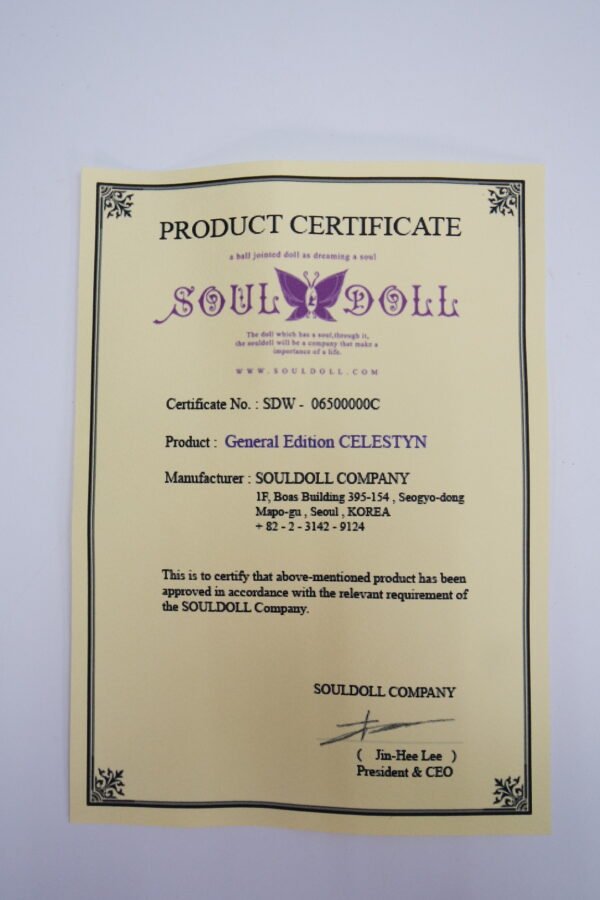 PRODUCT CERTIFICATE
a ball jointed doll as dreaming a soul
SOUL DOLL
The doll which has a soul,through it,
the souldoll will be a company that make a
importance of a life.
WWW.SOULDOLL.COM
Certificate No. : SDW - 06500000C
Product : General Edition CELESTYN
Manufacturer : SOULDOLL COMPANY
1F, Boas Building 395-154 , Seogyo-dong
Mapo-gu , Seoul , KOREA
+ 82 - 2 - 3142 - 9124
This is to certify that above-mentioned product has been
approved in accordance with the relevant requirement of
the SOULDOLL Company.
SOULDOLL COMPANY
( Jin-Hee Lee )
President & CEO